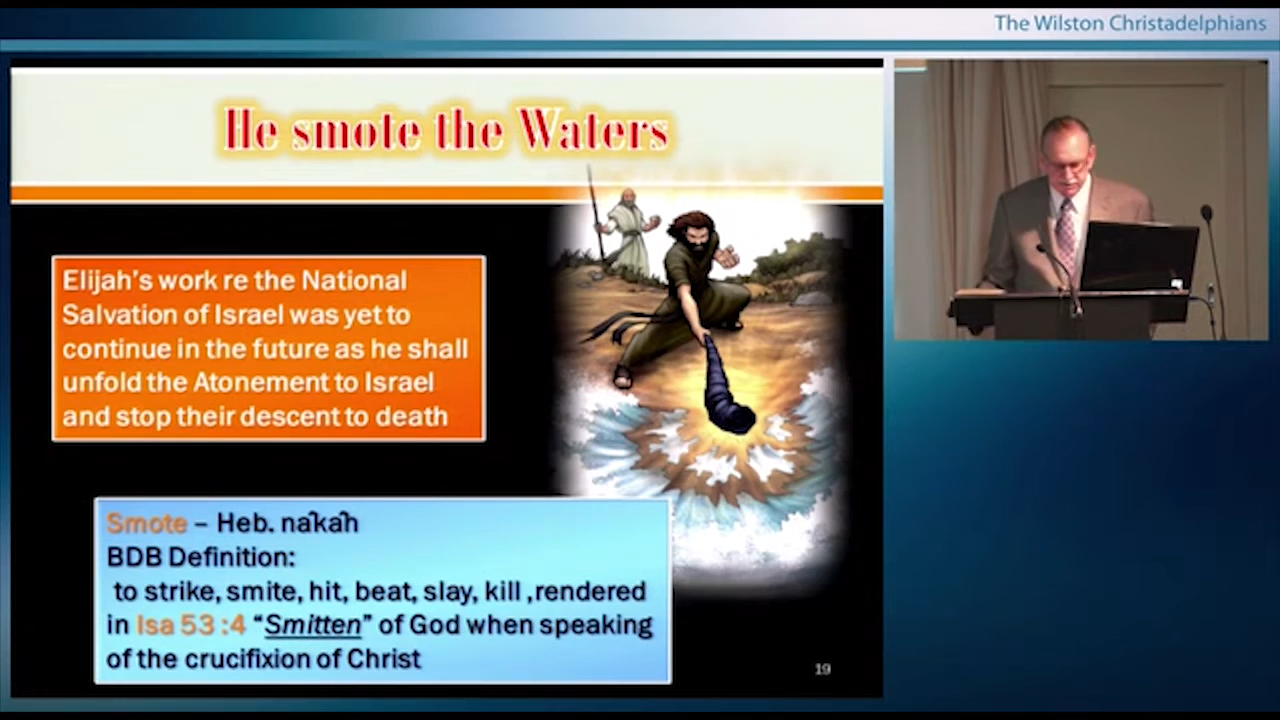 The Wilston Christadelphians
He smote the Waters
Elijah's work re the National
Salvation of Israel was yet to
continue in the future as he shall
unfold the Atonement to Israel
and stop their descent to death
Smote – Heb. nâkâh
BDB Definition:
to strike, smite, hit, beat, slay, kill ,rendered
in Isa 53 :4 “Smitten” of God when speaking
of the crucifixion of Christ
19